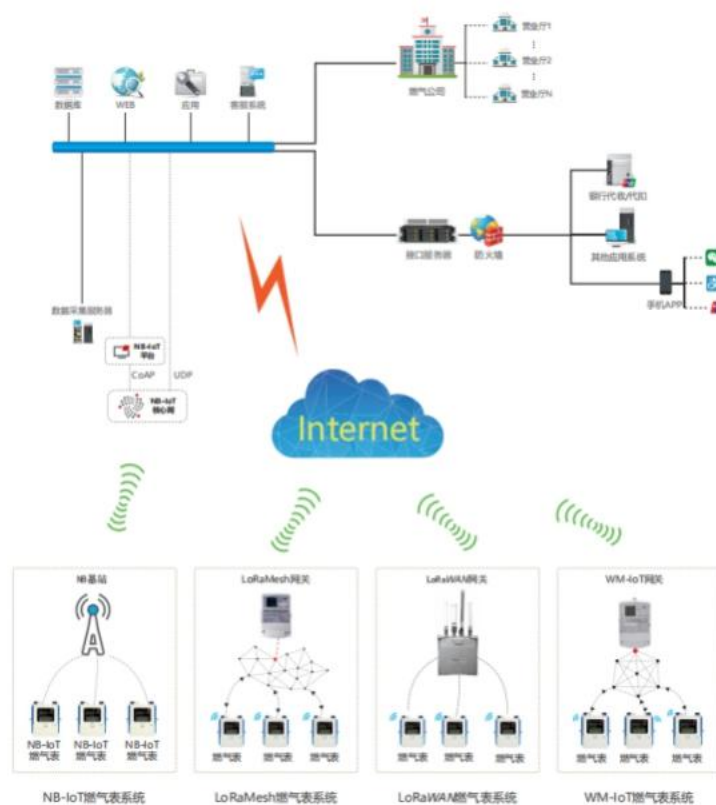 营业厅1
营业厅2
燃气公司
营业厅N
数据库
WEB
应用
客服系统
银行代收/代扣
接口服务器
防火墙
其他应用系统
手机APP
数据采集服务器
NB-IoT
平台
CoAP
UDP
NB-IoT
核心网
Internet
NB基站
LoRaMesh网关
LoRaWAN网关
WM-IoT网关
NB-IoT
燃气表
NB-IoT
燃气表
NB-IoT
燃气表
燃气表
燃气表
燃气表
燃气表
燃气表
燃气表
燃气表
燃气表
燃气表
NB-IoT燃气表系统
LoRaMesh燃气表系统
LoRaWAN燃气表系统
WM-IoT燃气表系统